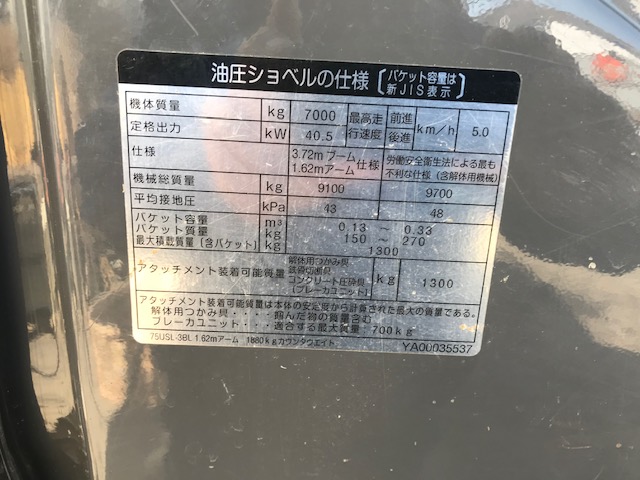 油圧ショベルの仕様〔バケット容量は新JIS表示〕
機体質量 kg 7000 最高走行速度 前進 後進 km/h 5.0
定格出力 kW 40.5
仕様 3.72mブーム 1.62mアーム仕様 労働安全衛生法による最も不利な仕様(含解体用機械)
機械総質量 kg 9100 9700
平均接地圧 kPa 43 48
バケット容量 m³ 0.13 ~ 0.33
バケット質量 kg 150 ~ 270
最大積載質量(含バケット) kg 1300
アタッチメント装着可能質量 解体用つかみ具 鉄骨切断具 コンクリート圧砕具 (ブレーカユニット) kg 1300
アタッチメント装着可能質量は本体の安定度から計算された最大の質量です。
解体用つかみ具・・・掴んだ物の質量含む
ブレーカユニット・・・適合する最大質量 700kg
75USL-3BL 1.62mアーム 1880kgカウンタウエイト YA00035537